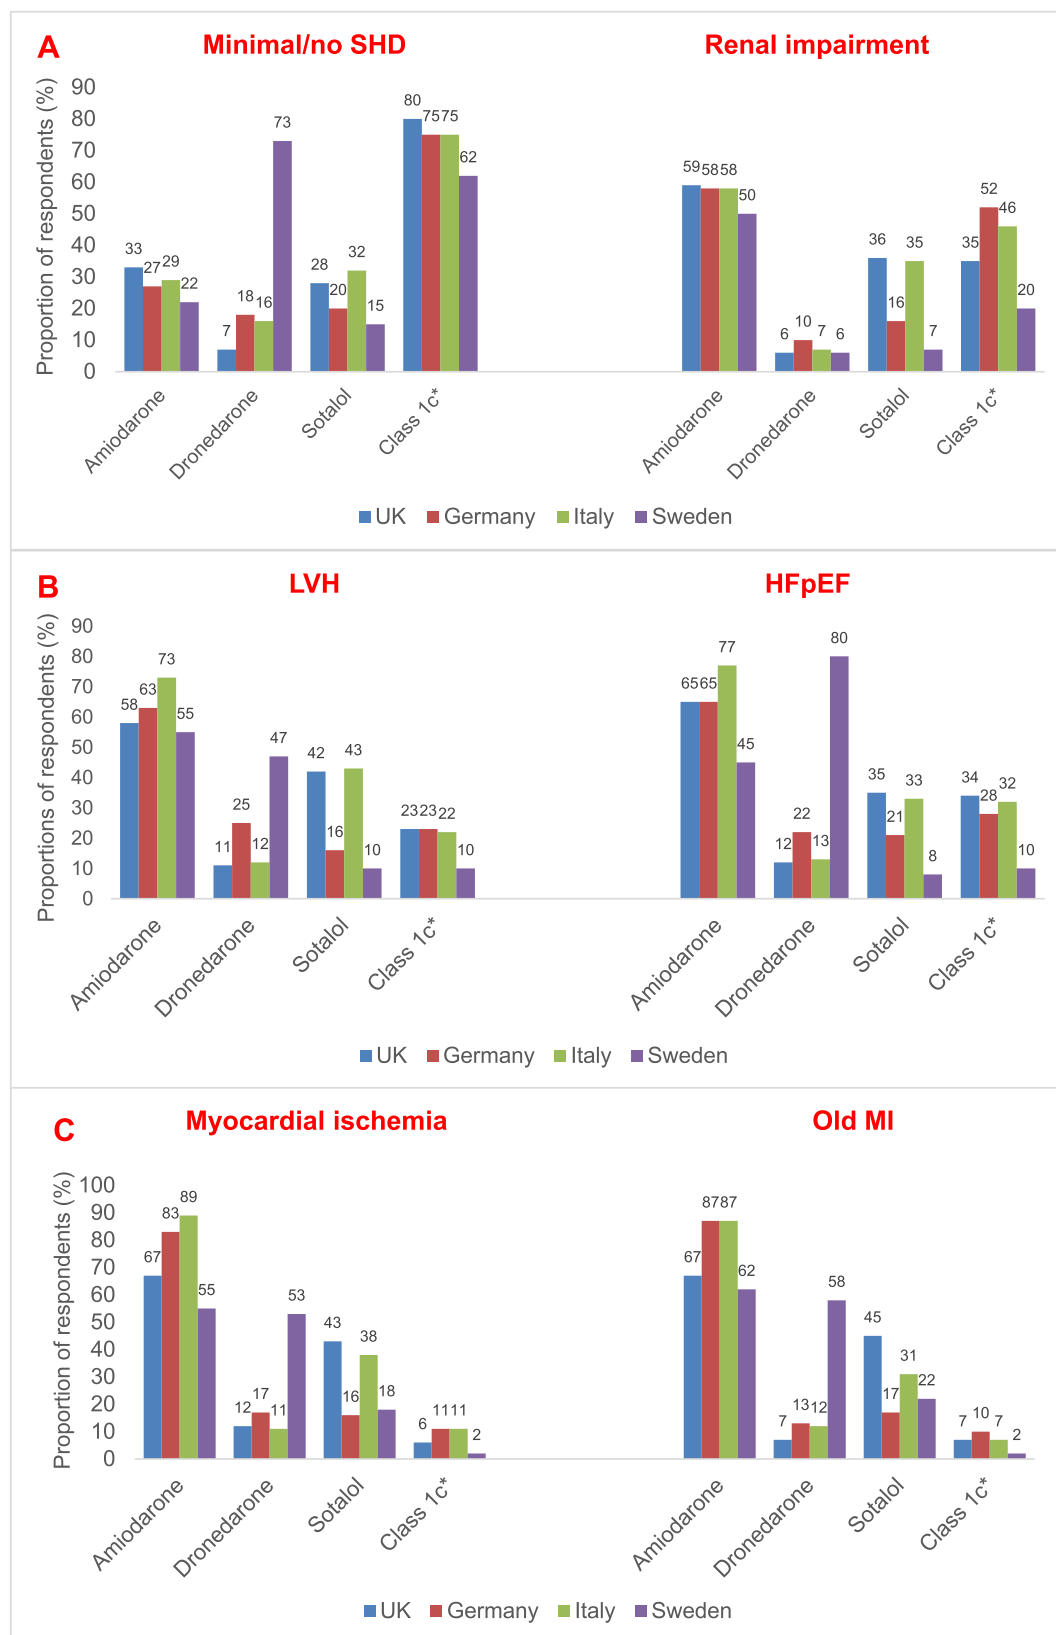 A
Minimal/no SHD
Renal impairment
Proportion of respondents (%)
90
80
70
60
50
40
30
20
10
0
33 27 29 22
7 18 16 73
28 20 32 15
80 75 75 62
59 58 58 50
6 10 7 6
36 16 35 7
35 52 46 20
Amiodarone
Dronedarone
Sotalol
Class 1c*
Amiodarone
Dronedarone
Sotalol
Class 1c*
UK Germany Italy Sweden
B
LVH
HFpEF
Proportions of respondents (%)
90
80
70
60
50
40
30
20
10
0
58 63 73 55
11 25 12 47
42 16 43 10
23 23 22 10
65 65 77 45
12 22 13 80
35 21 33 8
34 28 32 10
Amiodarone
Dronedarone
Sotalol
Class 1c*
Amiodarone
Dronedarone
Sotalol
Class 1c*
UK Germany Italy Sweden
C
Myocardial ischemia
Old MI
Proportion of respondents (%)
100
90
80
70
60
50
40
30
20
10
0
67 83 89 55
12 17 11 53
43 16 38 18
6 11 11 2
67 87 87 62
7 13 12 58
45 17 31 22
7 10 7 2
Amiodarone
Dronedarone
Sotalol
Class 1c*
Amiodarone
Dronedarone
Sotalol
Class 1c*
UK Germany Italy Sweden